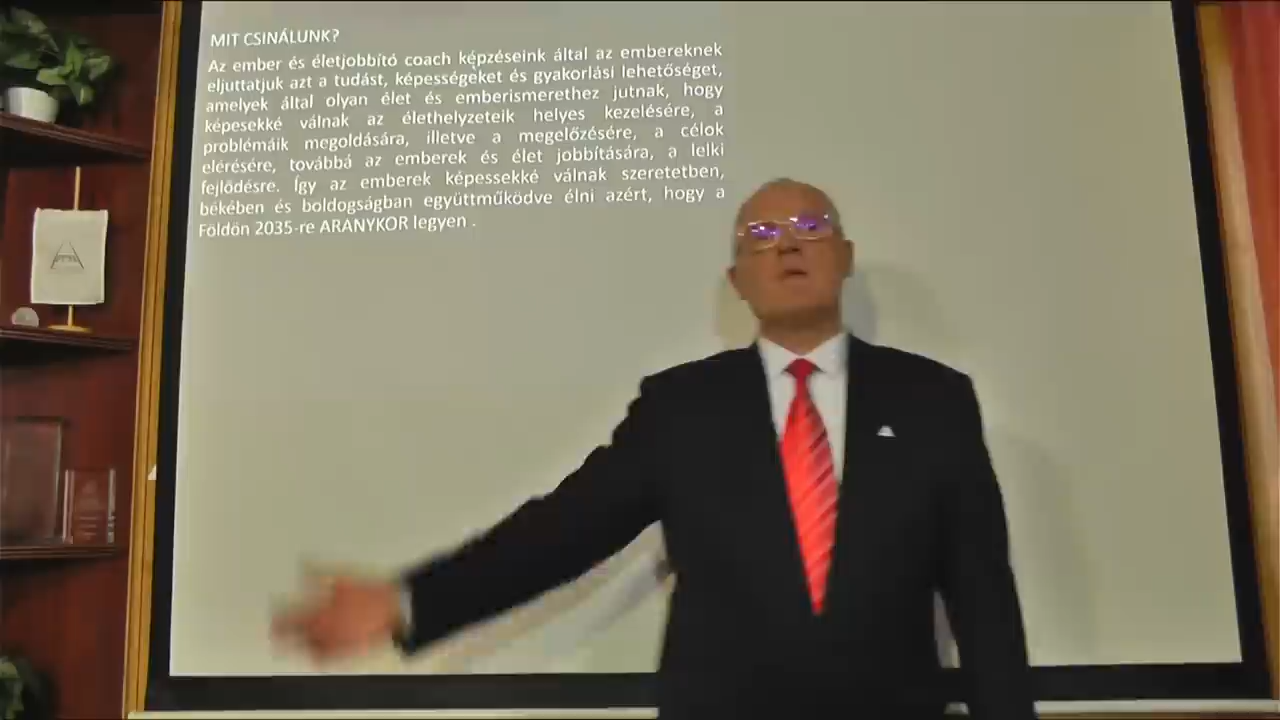 MIT CSINÁLUNK?
Az ember és életjobbító coach képzéseink által az embereknek
eljuttatjuk azt a tudást, képességeket és gyakorlási lehetőséget,
amelyek által olyan élet és emberismerethez jutnak, hogy
képesekké válnak az élethelyzeteik helyes kezelésére, a
problémáik megoldására, illetve a megelőzésére, a célok
elérésére, továbbá az emberek és élet jobbítására, a lelki
fejlődésre. Így az emberek képessekké válnak szeretetben,
békében és boldogságban együttműködve élni azért, hogy a
Földön 2035-re ARANYKOR legyen .